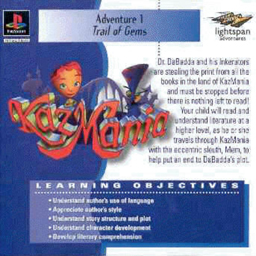 Adventure 1
Trail of Gems
PlayStation
lightspan
adventures
Dr. DaBadda and his Inkerators
are stealing the print from all the
books in the land of KazMania
and must be stopped before
there is nothing left to read!
Your child will read and
understand literature at a
higher level, as he or she
travels through KazMania
with the eccentric sleuth, Mem, to
help put an end to DaBadda's plot.
KazMania
LEARNING OBJECTIVES
• Understand author's use of language
• Appreciate author's style
• Understand story structure and plot
• Understand character development
• Develop literary comprehension